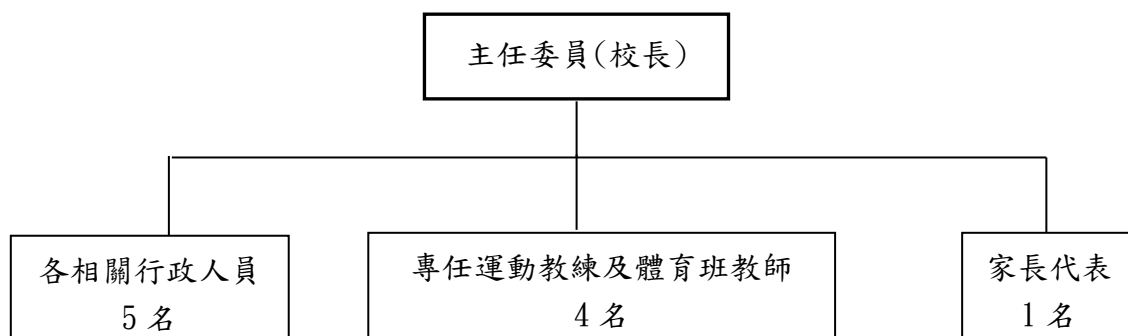 主任委員(校長)
各相關行政人員
5 名
專任運動教練及體育班教師
4 名
家長代表
1 名